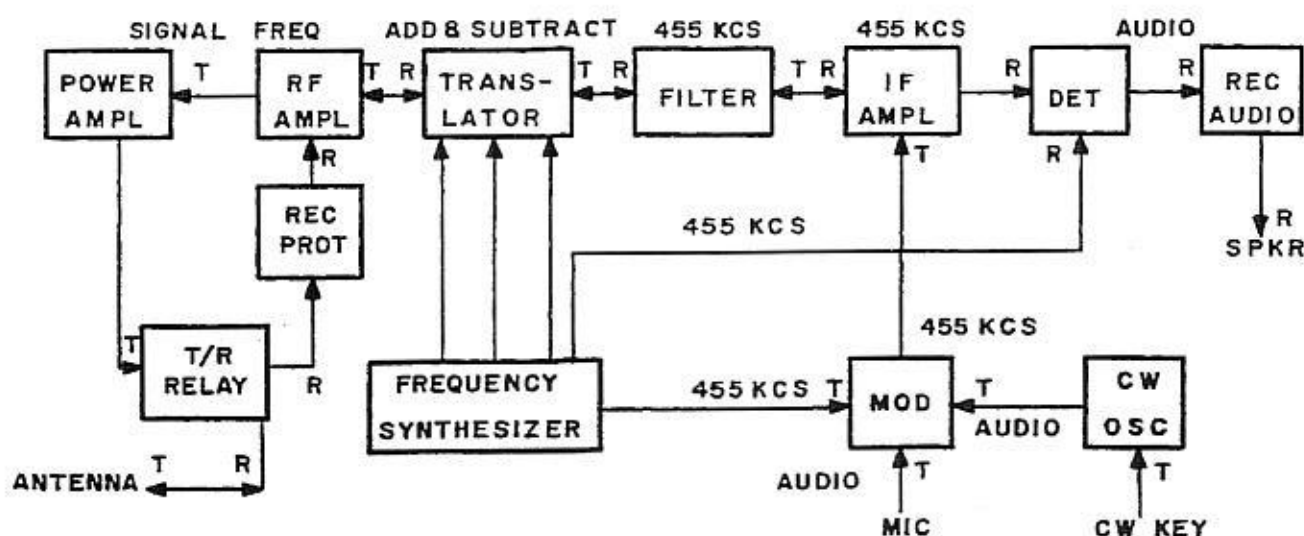 SIGNAL FREQ ADD & SUBTRACT 455 KCS 455 KCS AUDIO
POWER AMPL
T
RF AMPL
T R
TRANS-LATOR
T R
FILTER
T R
IF AMPL
R
DET
R
REC AUDIO
R
T
R
REC PROT
455 KCS
R
SPKR
T
T/R RELAY
R
455 KCS
FREQUENCY SYNTHESIZER
455 KCS
T
MOD
T
AUDIO
CW OSC
T R
ANTENNA
AUDIO
T
T
MIC
CW KEY